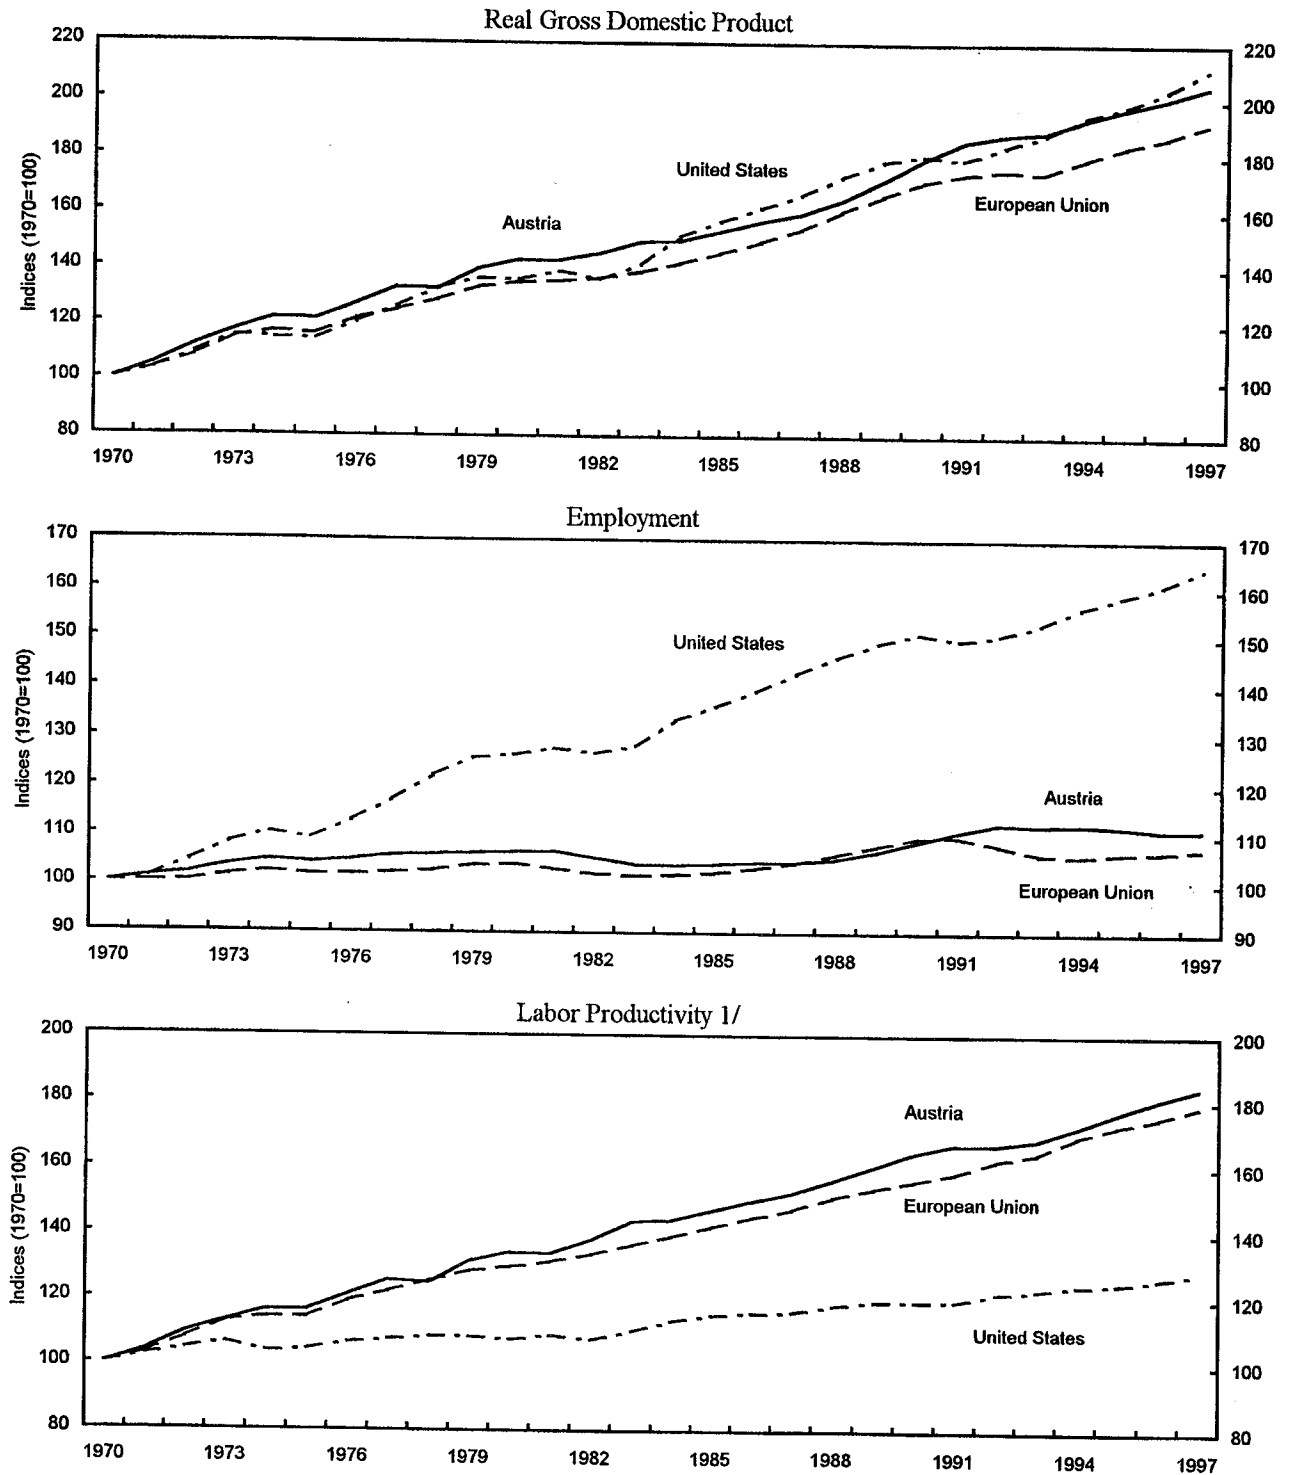 Real Gross Domestic Product
220 220
200 200
180 180
160 160
140 140
120 120
100 100
80 80
Indices (1970=100)
United States
Austria
European Union
1970 1973 1976 1979 1982 1985 1988 1991 1994 1997
Employment
170 170
160 160
150 150
140 140
130 130
120 120
110 110
100 100
90 90
Indices (1970=100)
United States
Austria
European Union
1970 1973 1976 1979 1982 1985 1988 1991 1994 1997
Labor Productivity 1/
200 200
180 180
160 160
140 140
120 120
100 100
80 80
Indices (1970=100)
Austria
European Union
United States
1970 1973 1976 1979 1982 1985 1988 1991 1994 1997